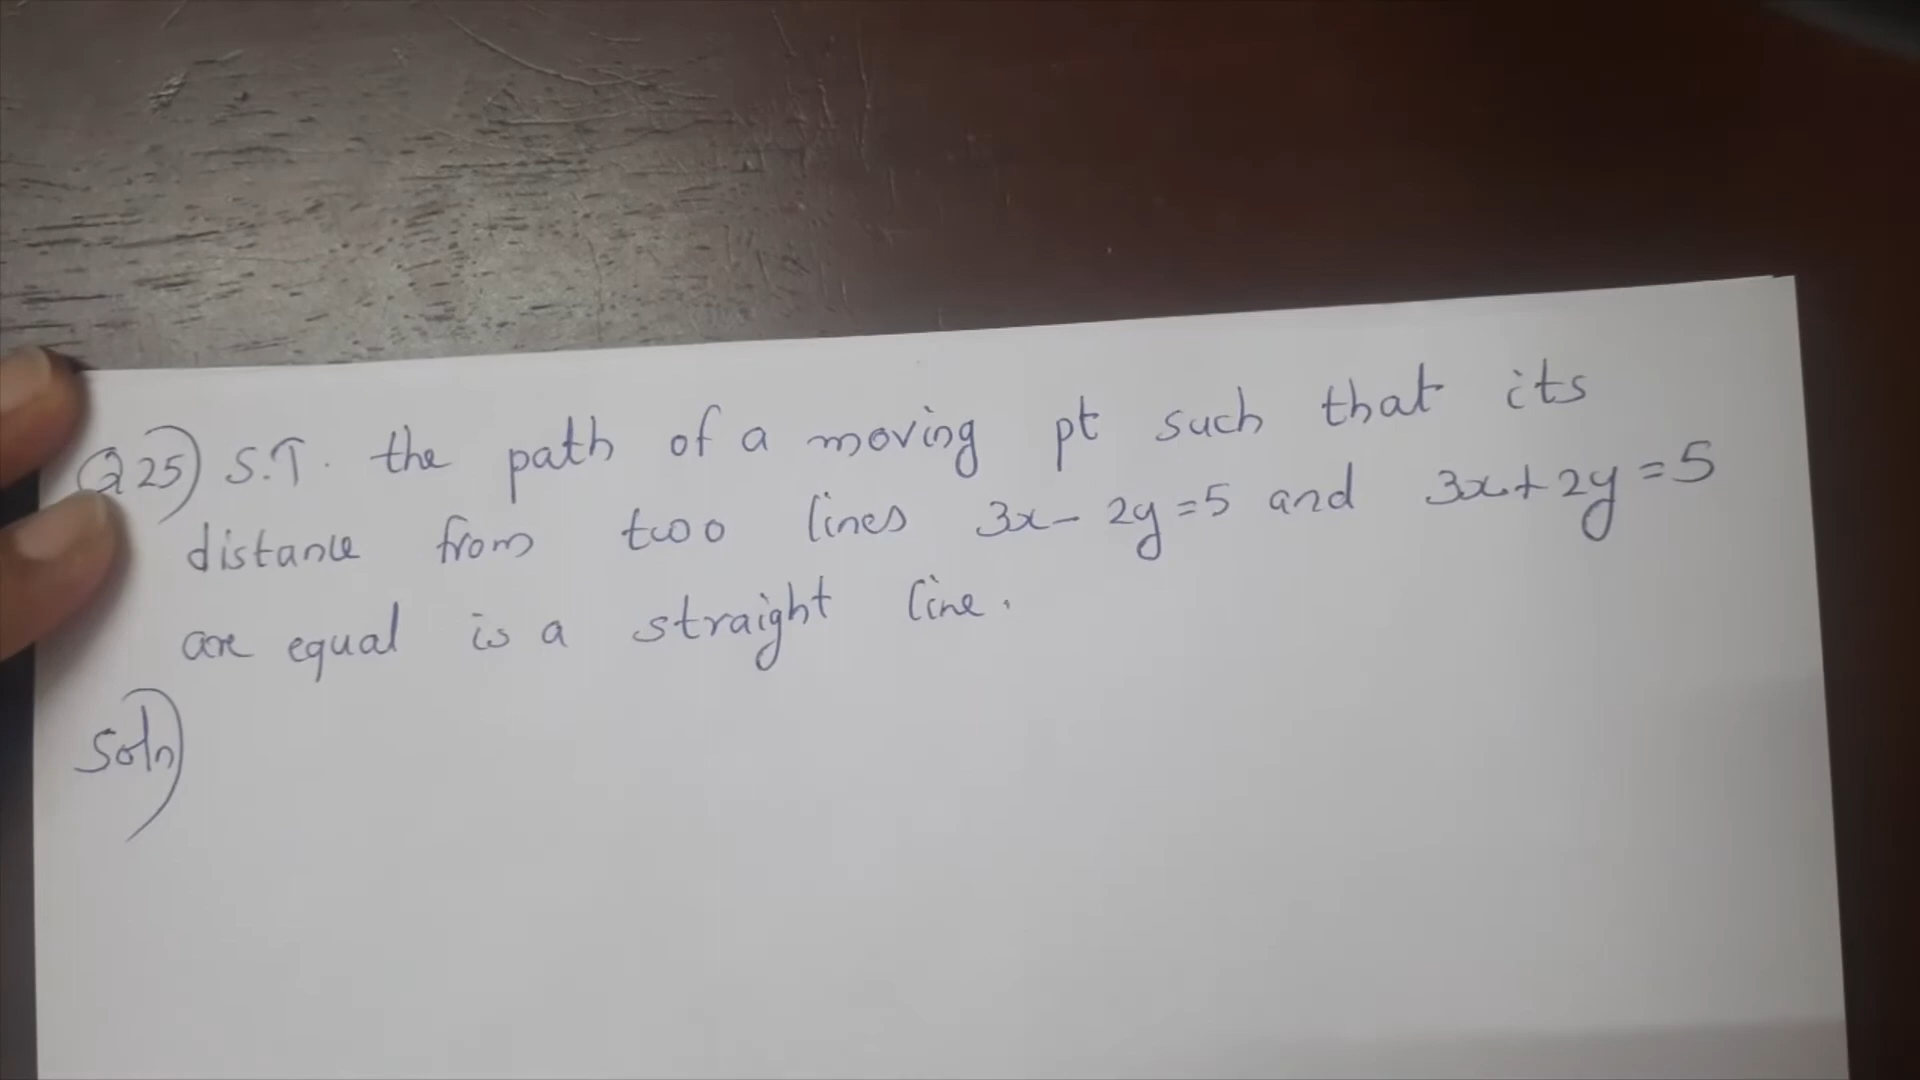 Q25) S.T. the path of a moving pt such that its
distance from two lines 3x - 2y = 5 and 3x + 2y = 5
are equal is a straight line.
Soln)